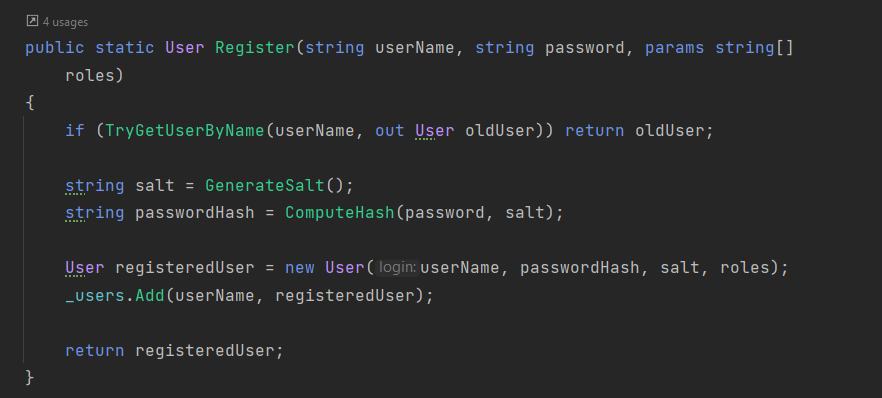 4 usages
public static User Register(string userName, string password, params string[]
roles)
{
if (TryGetUserByName(userName, out User oldUser)) return oldUser;
string salt = GenerateSalt();
string passwordHash = ComputeHash(password, salt);
User registeredUser = new User(login: userName, passwordHash, salt, roles);
_users.Add(userName, registeredUser);
return registeredUser;
}